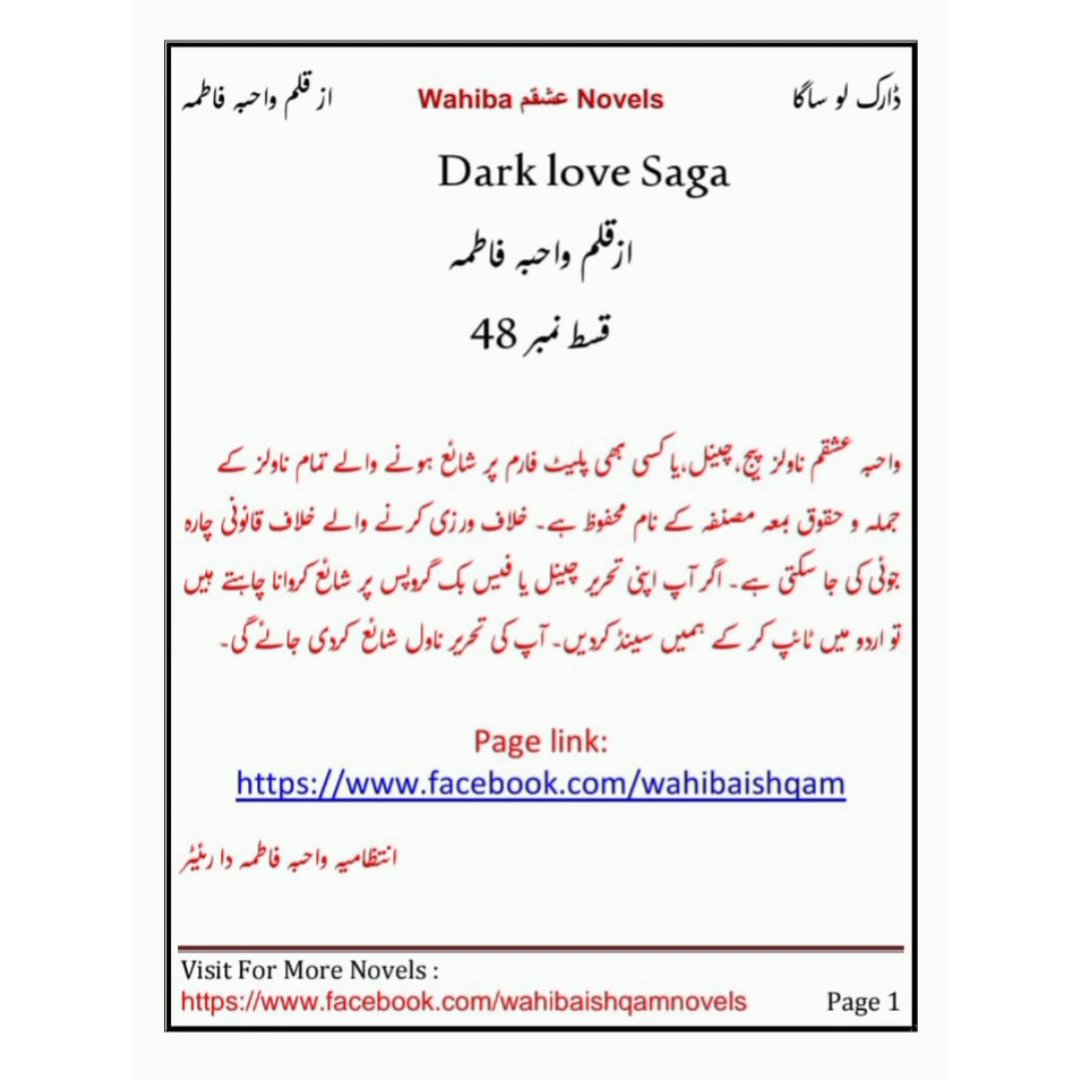 ڈارک لو ساگا Wahiba عشقم Novels از قلم واحبہ فاطمہ
Dark love Saga
ازقلم واحبہ فاطمہ
قسط نمبر 48
واحبہ عشقم ناولز پیج،چینل،یا کسی بھی پلیٹ فارم پر شائع ہونے والے تمام ناولز کے
جملہ و حقوق بمعہ مصنفہ کے نام محفوظ ہے۔ خلاف ورزی کرنے والے خلاف قانونی چارہ
جوئی کی جا سکتی ہے۔ اگر آپ اپنی تحریر چینل یا فیس بک گروپس پر شائع کروانا چاہتے ہیں
تو اردو میں ٹائپ کر کے ہمیں سینڈ کردیں۔ آپ کی تحریر ناول شائع کردی جائے گی۔
Page link:
https://www.facebook.com/wahibaishqam
انتظامیہ واحبہ فاطمہ دا رئیٹر
Visit For More Novels :
https://www.facebook.com/wahibaishqamnovels Page 1